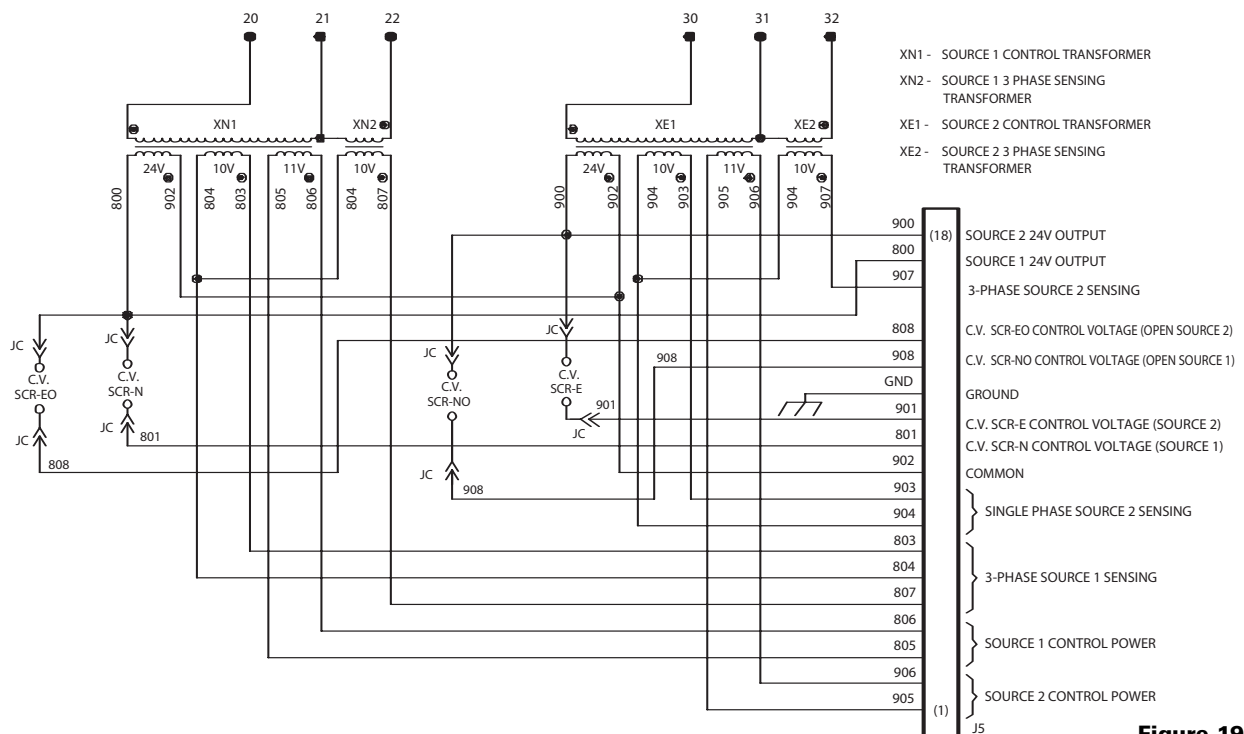 20 21 22 30 31 32
XN1 - SOURCE 1 CONTROL TRANSFORMER
XN2 - SOURCE 1 3 PHASE SENSING
TRANSFORMER
XE1 - SOURCE 2 CONTROL TRANSFORMER
XE2 - SOURCE 2 3 PHASE SENSING
TRANSFORMER
XN1 XN2 XE1 XE2
24V 10V 11V 10V 24V 10V 11V 10V
800 902 804 803 805 806 804 807 900 902 904 903 905 906 904 907
900 (18) SOURCE 2 24V OUTPUT
800 SOURCE 1 24V OUTPUT
907 3-PHASE SOURCE 2 SENSING
808 C.V. SCR-EO CONTROL VOLTAGE (OPEN SOURCE 2)
908 C.V. SCR-NO CONTROL VOLTAGE (OPEN SOURCE 1)
GND GROUND
901 C.V. SCR-E CONTROL VOLTAGE (SOURCE 2)
801 C.V. SCR-N CONTROL VOLTAGE (SOURCE 1)
902 COMMON
903
904 SINGLE PHASE SOURCE 2 SENSING
803
804 3-PHASE SOURCE 1 SENSING
807
806
805 SOURCE 1 CONTROL POWER
906
905 SOURCE 2 CONTROL POWER
(1)
J5
JC
C.V.
SCR-EO
JC
808
JC
C.V.
SCR-N
JC
801
JC
C.V.
SCR-NO
JC
908
908
JC
C.V.
SCR-E
901
JC
Figure 19